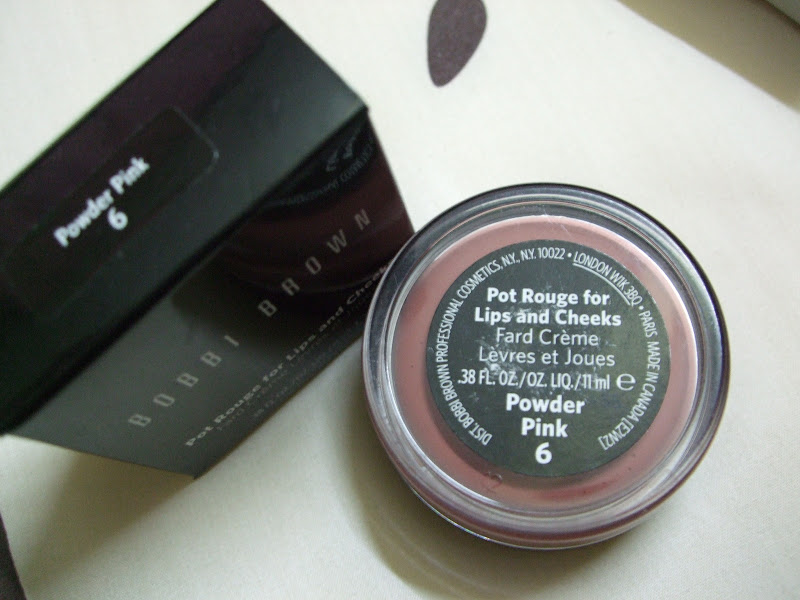 Powder Pink
6
BOBBI BROWN
Pot Rouge for Lips and Cheeks
DIST. BOBBI BROWN PROFESSIONAL COSMETICS, N.Y., N.Y. 10022 • LONDON W1K 3BQ • PARIS MADE IN CANADA [E2W2]
Pot Rouge for
Lips and Cheeks
Fard Crème
Lèvres et Joues
.38 FL. OZ./OZ. LIQ./11 ml ℮
Powder
Pink
6